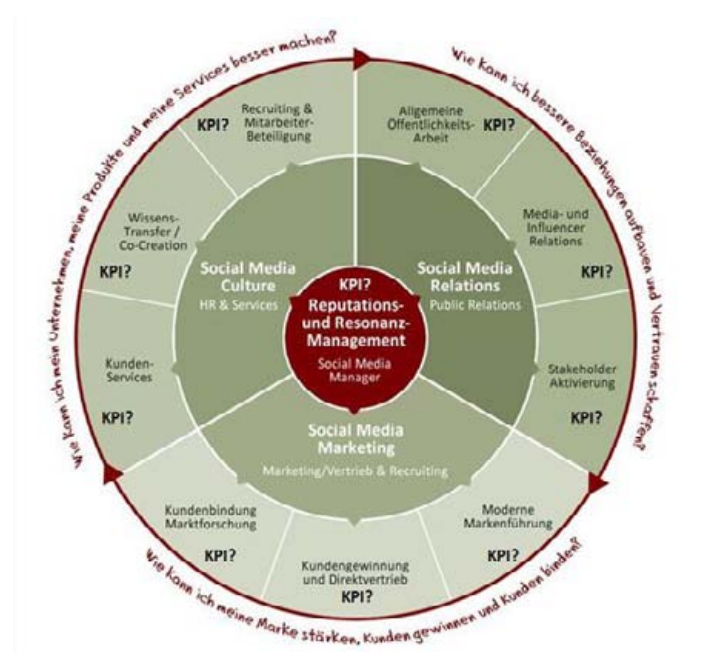 Wie kann ich mein Unternehmen, meine Produkte und meine Services besser machen?
Wie kann ich bessere Beziehungen aufbauen und Vertrauen schaffen?
KPI?
Recruiting &
Mitarbeiter-
Beteiligung
Allgemeine
Öffentlichkeits-
Arbeit
KPI?
Wissens-
Transfer /
Co-Creation
KPI?
Media- und
Influencer
Relations
KPI?
Social Media
Culture
HR & Services
Social Media
Relations
Public Relations
KPI?
Reputations-
und Resonanz-
Management
Social Media
Manager
Kunden-
Services
KPI?
Stakeholder
Aktivierung
KPI?
Social Media
Marketing
Marketing/Vertrieb & Recruiting
Kundenbindung
Marktforschung
KPI?
Kundengewinnung
und Direktvertrieb
KPI?
Moderne
Markenführung
KPI?
Wie kann ich meine Marke stärken, Kunden gewinnen und Kunden binden?